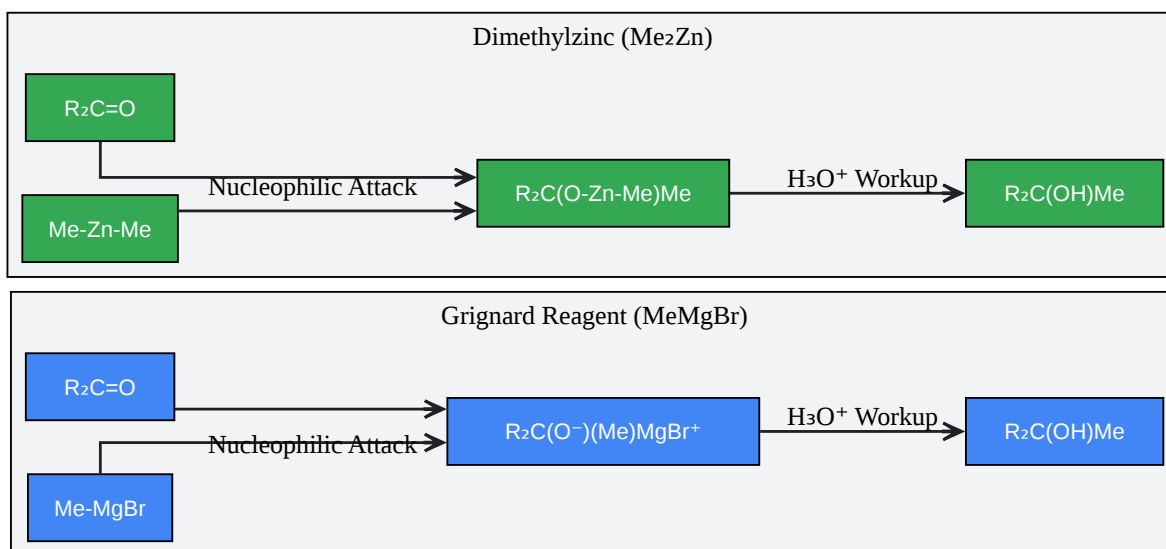 Dimethylzinc (Me₂Zn)
R₂C=O
Nucleophilic Attack
Me-Zn-Me
R₂C(O-Zn-Me)Me
H₃O⁺ Workup
R₂C(OH)Me
Grignard Reagent (MeMgBr)
R₂C=O
Nucleophilic Attack
Me-MgBr
R₂C(O⁻)(Me)MgBr⁺
H₃O⁺ Workup
R₂C(OH)Me